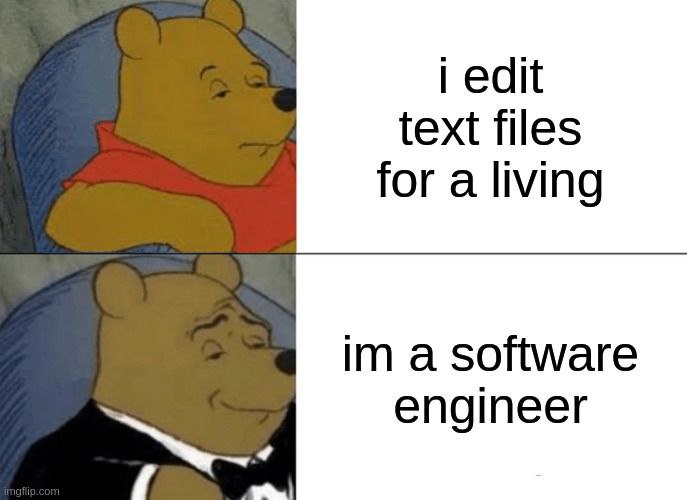 i edit
text files
for a living
im a software
engineer
imgflip.com